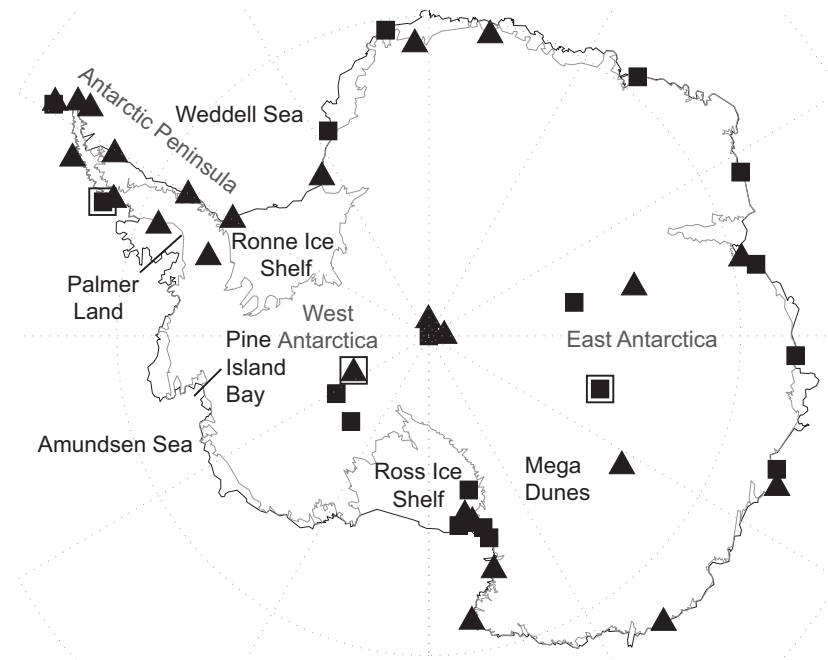 Antarctic Peninsula
Weddell Sea
Ronne Ice
Shelf
Palmer
Land
West
Antarctica
Pine
Island
Bay
East Antarctica
Amundsen Sea
Ross Ice
Shelf
Mega
Dunes